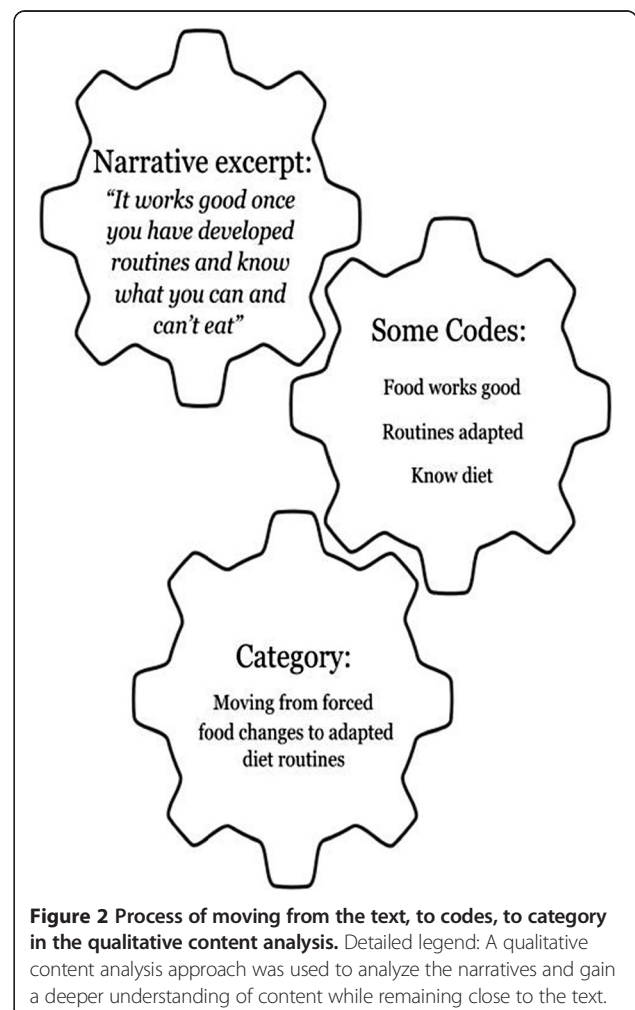 Narrative excerpt:
“It works good once
you have developed
routines and know
what you can and
can’t eat”
Some Codes:
Food works good
Routines adapted
Know diet
Category:
Moving from forced
food changes to adapted
diet routines
Figure 2 Process of moving from the text, to codes, to category
in the qualitative content analysis. Detailed legend: A qualitative
content analysis approach was used to analyze the narratives and gain
a deeper understanding of content while remaining close to the text.